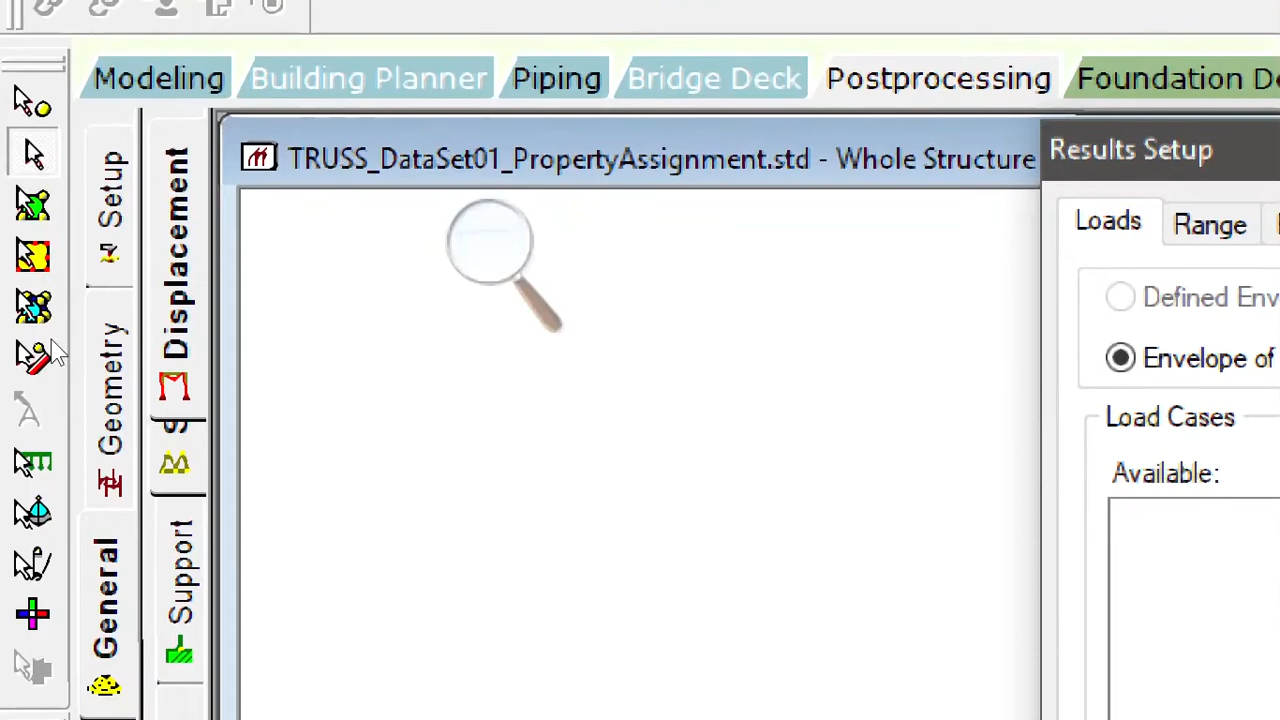 Modeling Building Planner Piping Bridge Deck Postprocessing Foundation De
TRUSS_DataSet01_PropertyAssignment.std - Whole Structure
Results Setup
Loads Range
Defined Env
Envelope of
Load Cases
Available:
Setup
Geometry
General
Displacement
S
Support